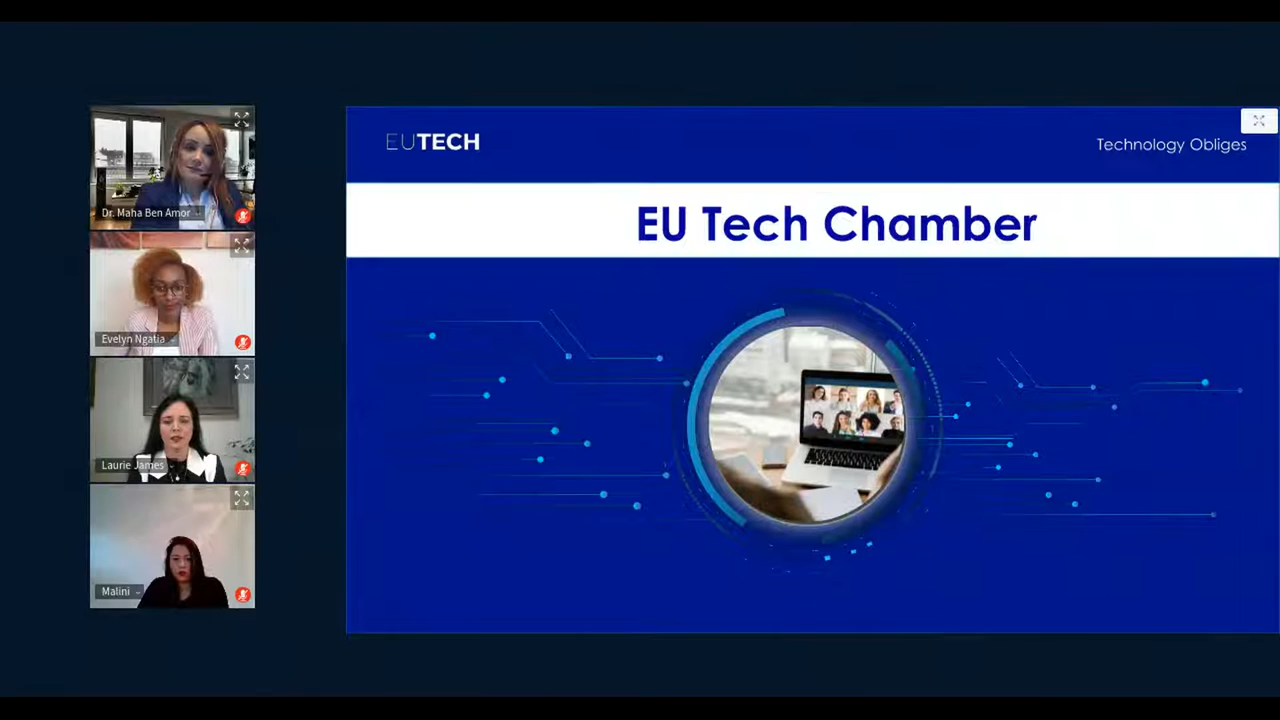 Dr. Maha Ben Amor
Evelyn Ngatia
Laurie James
Malini
EUTECH
Technology Obliges
EU Tech Chamber